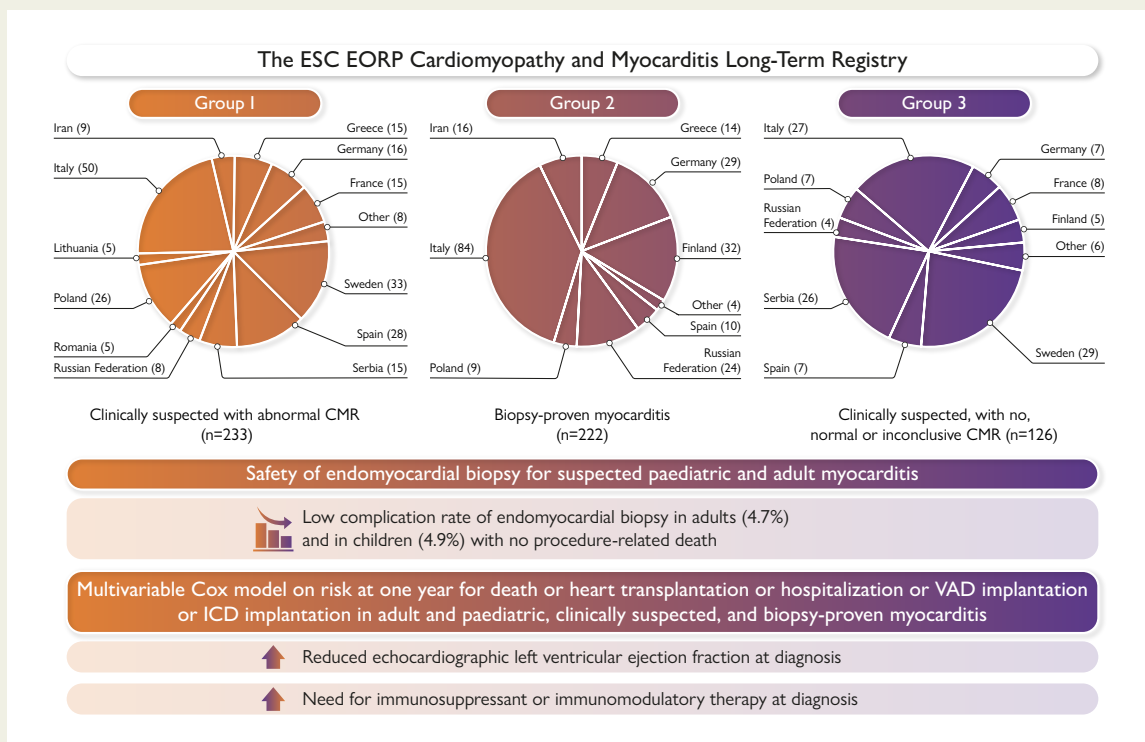 The ESC EORP Cardiomyopathy and Myocarditis Long-Term Registry
Group 1
Iran (9)
Greece (15)
Germany (16)
Italy (50)
France (15)
Other (8)
Lithuania (5)
Sweden (33)
Poland (26)
Spain (28)
Romania (5)
Russian Federation (8)
Serbia (15)
Clinically suspected with abnormal CMR
(n=233)
Group 2
Iran (16)
Greece (14)
Germany (29)
Italy (84)
Finland (32)
Other (4)
Spain (10)
Russian
Federation (24)
Poland (9)
Biopsy-proven myocarditis
(n=222)
Group 3
Italy (27)
Germany (7)
Poland (7)
France (8)
Russian
Federation (4)
Finland (5)
Other (6)
Serbia (26)
Sweden (29)
Spain (7)
Clinically suspected, with no,
normal or inconclusive CMR (n=126)
Safety of endomyocardial biopsy for suspected paediatric and adult myocarditis
Low complication rate of endomyocardial biopsy in adults (4.7%)
and in children (4.9%) with no procedure-related death
Multivariable Cox model on risk at one year for death or heart transplantation or hospitalization or VAD implantation
or ICD implantation in adult and paediatric, clinically suspected, and biopsy-proven myocarditis
Reduced echocardiographic left ventricular ejection fraction at diagnosis
Need for immunosuppressant or immunomodulatory therapy at diagnosis